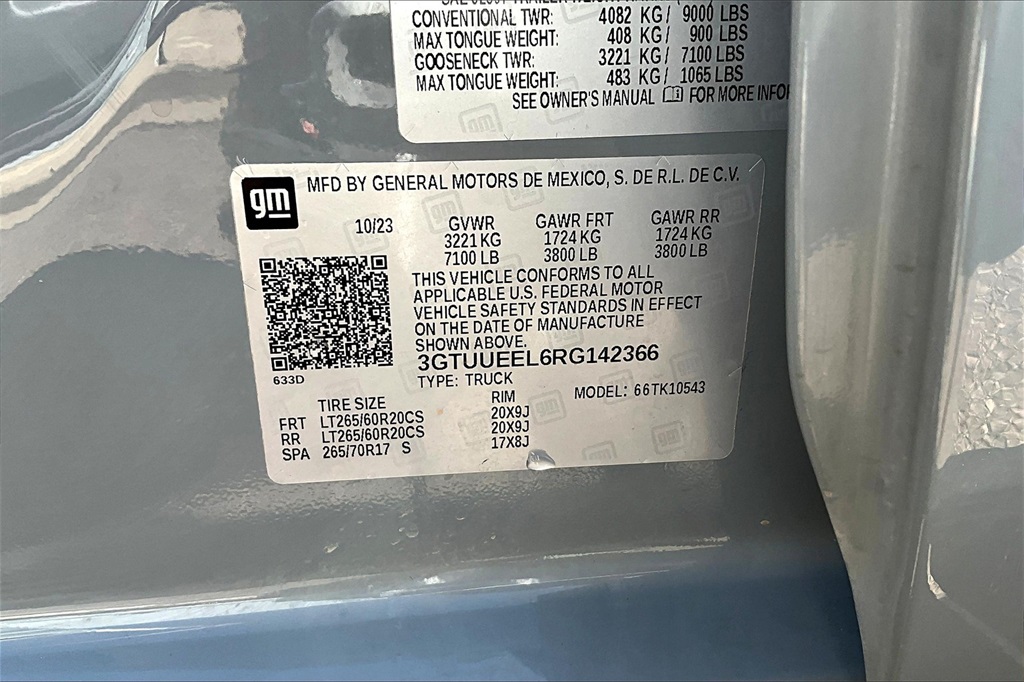 CONVENTIONAL TWR: 4082 KG/ 9000 LBS
MAX TONGUE WEIGHT: 408 KG/ 900 LBS
GOOSENECK TWR: 3221 KG/ 7100 LBS
MAX TONGUE WEIGHT: 483 KG/ 1065 LBS
SEE OWNER'S MANUAL FOR MORE INFOR
gm
MFD BY GENERAL MOTORS DE MEXICO, S. DE R.L. DE C.V.
10/23 GVWR GAWR FRT GAWR RR
3221 KG 1724 KG 1724 KG
7100 LB 3800 LB 3800 LB
THIS VEHICLE CONFORMS TO ALL
APPLICABLE U.S. FEDERAL MOTOR
VEHICLE SAFETY STANDARDS IN EFFECT
ON THE DATE OF MANUFACTURE
SHOWN ABOVE.
3GTUUEEL6RG142366
633D
TYPE: TRUCK
MODEL: 66TK10543
TIRE SIZE RIM
FRT LT265/60R20CS 20X9J
RR LT265/60R20CS 20X9J
SPA 265/70R17 S 17X8J